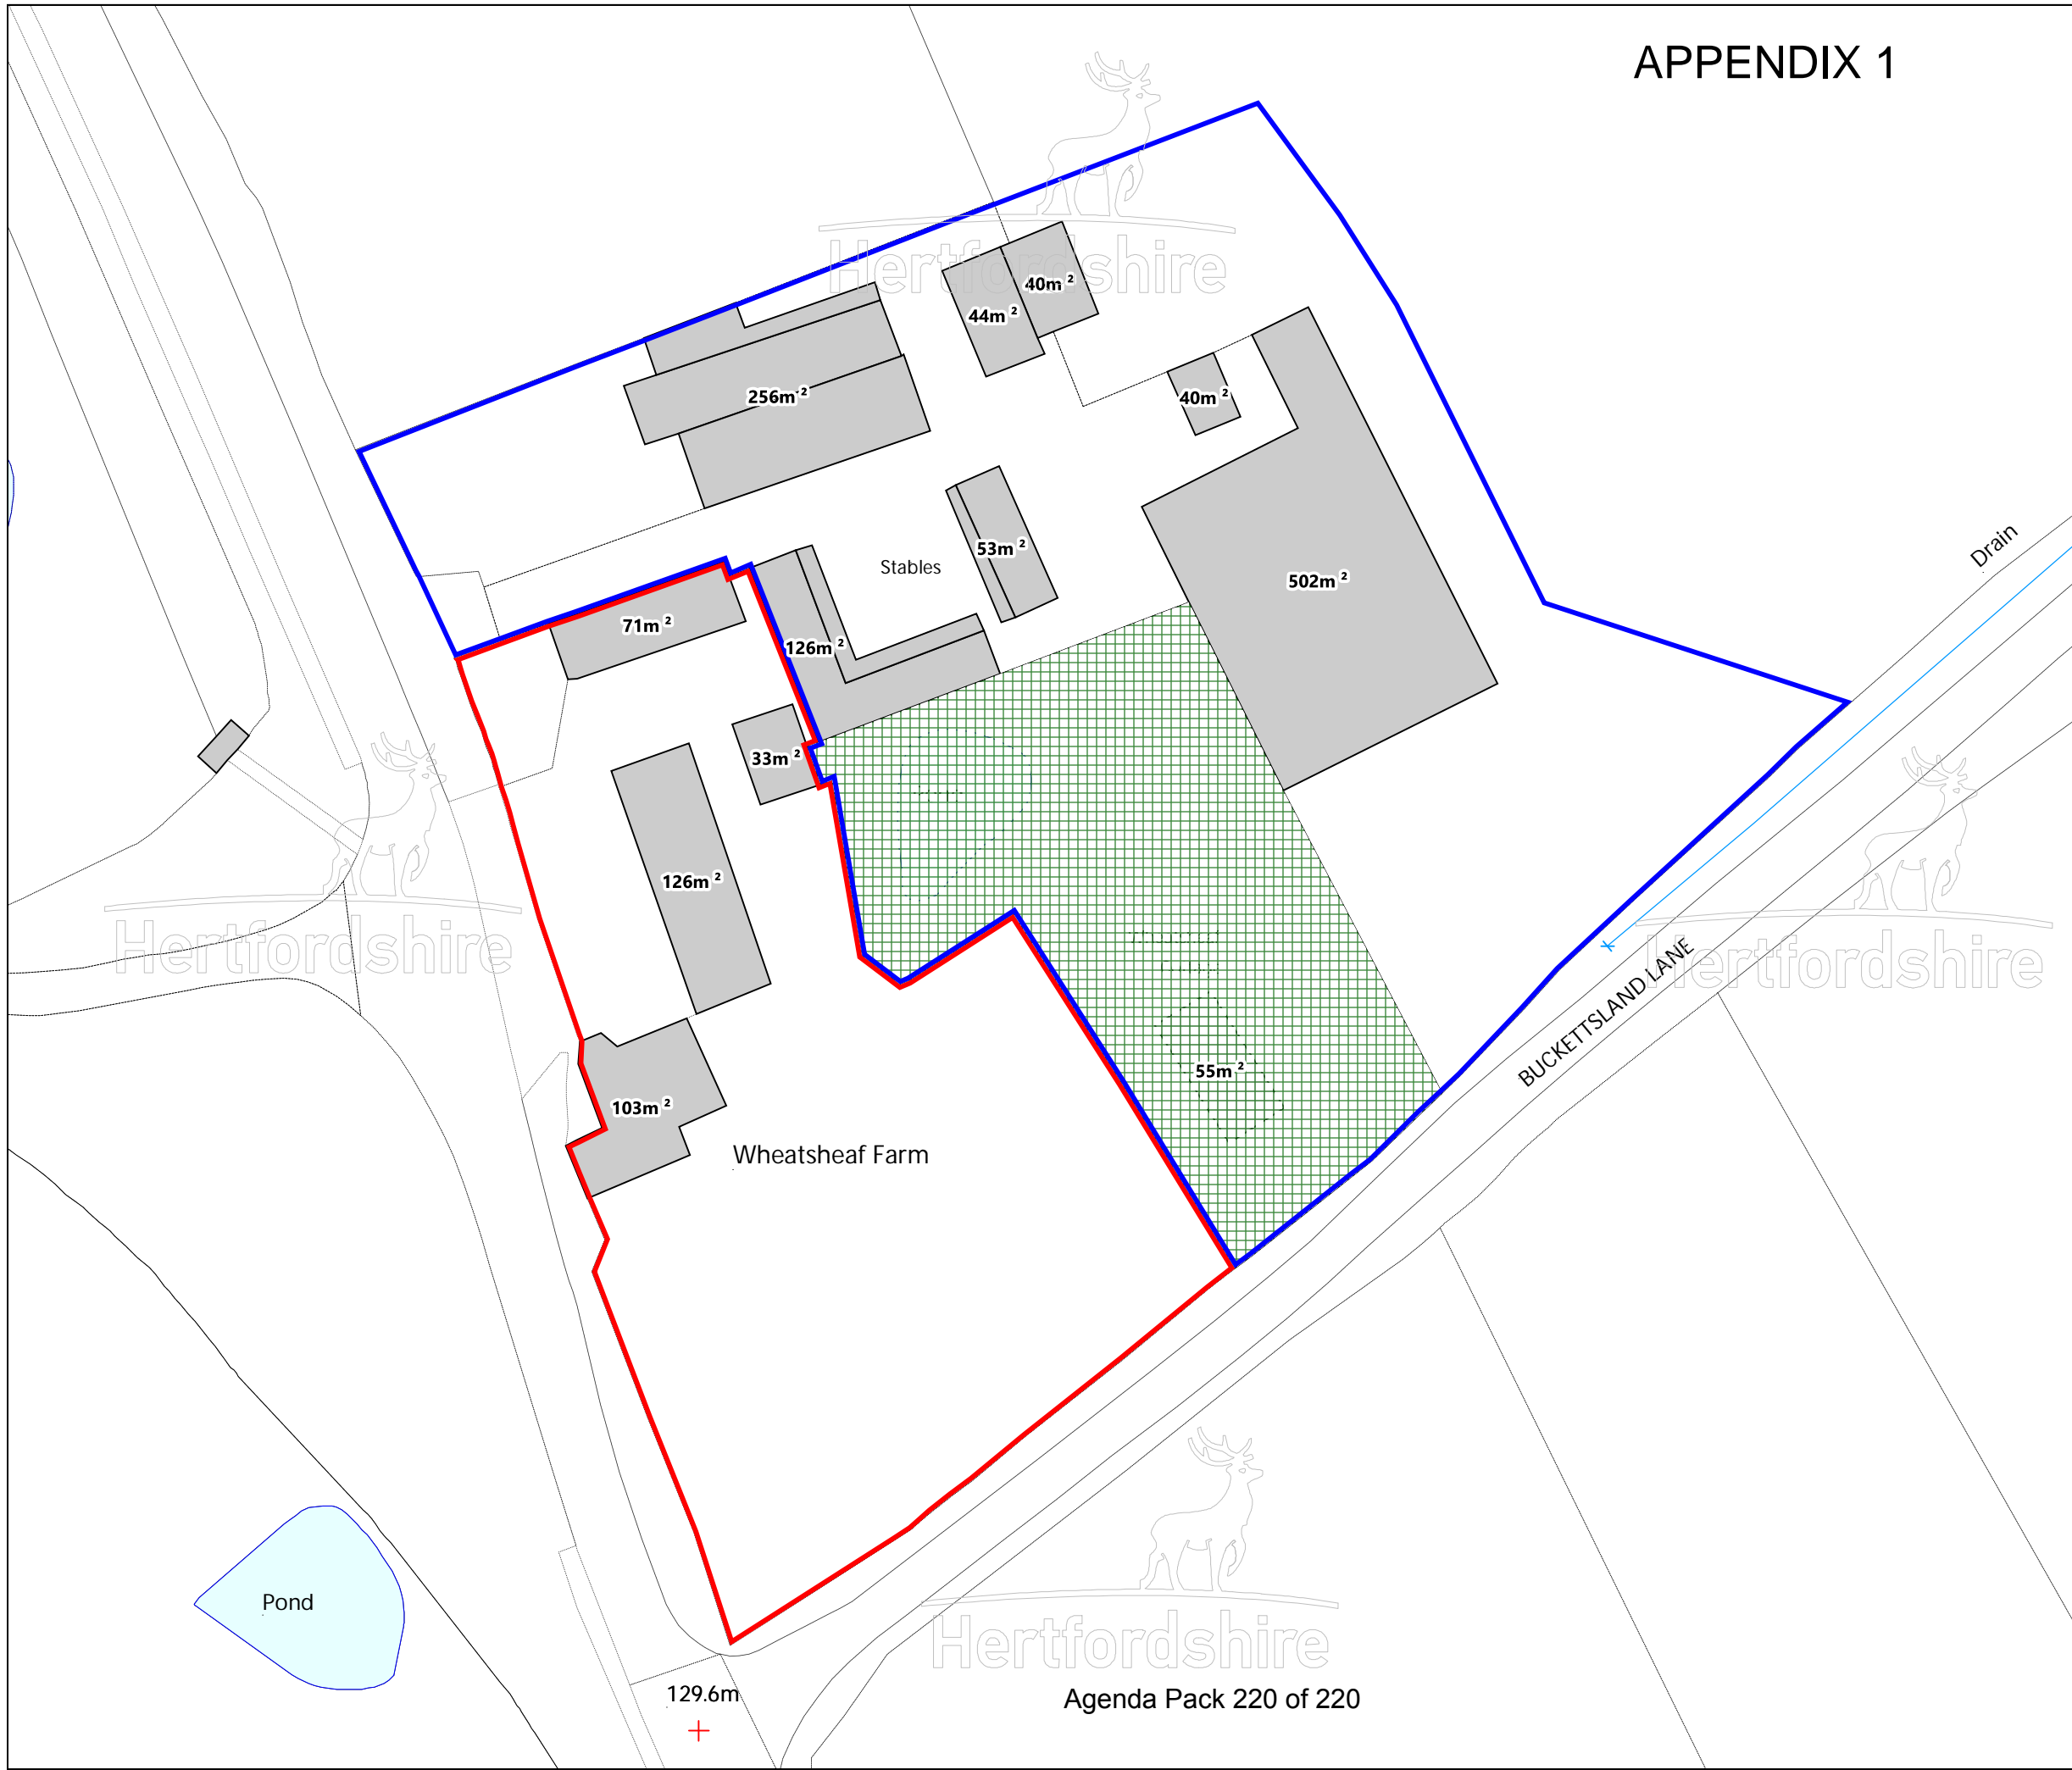 APPENDIX 1
Hertfordshire
40m²
44m²
256m²
40m²
53m²
Drain
Stables
502m²
71m²
126m²
33m²
126m²
Hertfordshire
Hertfordshire
BUCKETTSLAND LANE
55m²
103m²
Wheatsheaf Farm
Pond
Hertfordshire
129.6m
Agenda Pack 220 of 220